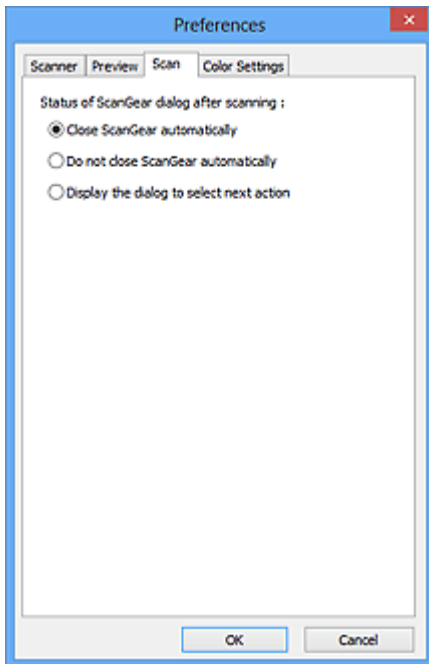 Preferences
Scanner Preview Scan Color Settings
Status of ScanGear dialog after scanning :
Close ScanGear automatically
Do not close ScanGear automatically
Display the dialog to select next action
OK Cancel